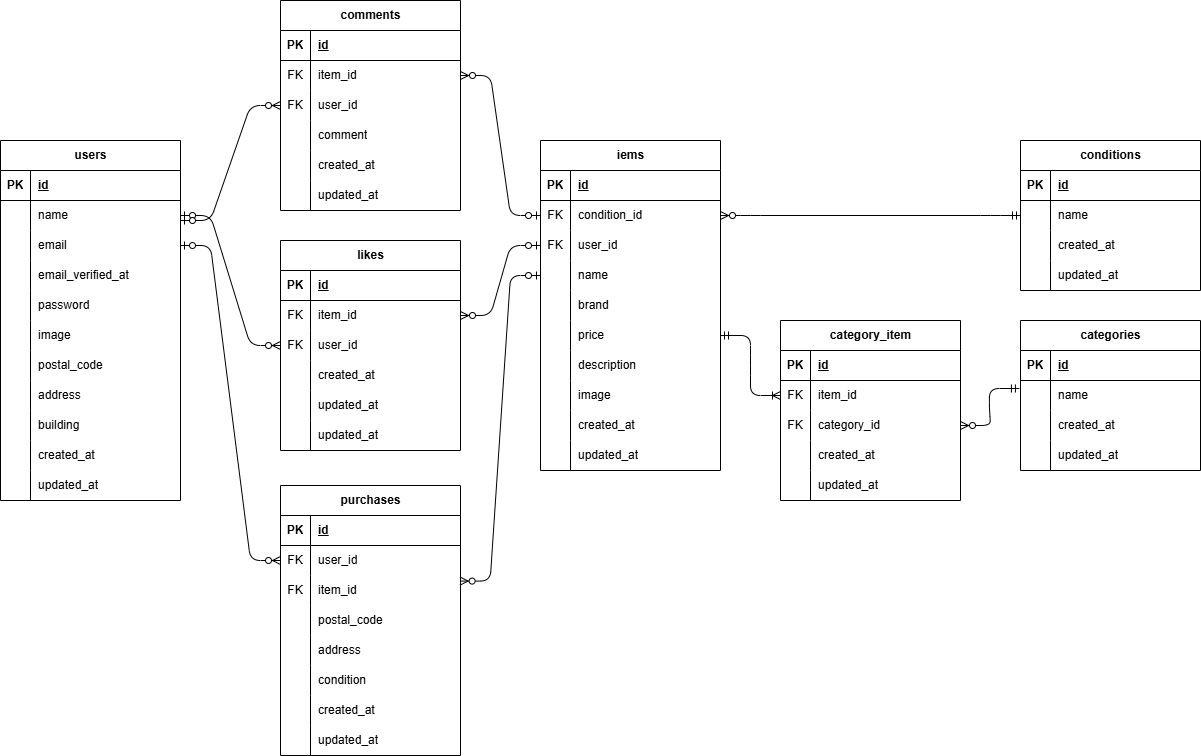 comments
PK id
FK item_id
FK user_id
comment
created_at
updated_at
users
PK id
name
email
email_verified_at
password
image
postal_code
address
building
created_at
updated_at
likes
PK id
FK item_id
FK user_id
created_at
updated_at
updated_at
purchases
PK id
FK user_id
FK item_id
postal_code
address
condition
created_at
updated_at
iems
PK id
FK condition_id
FK user_id
name
brand
price
description
image
created_at
updated_at
conditions
PK id
name
created_at
updated_at
category_item
PK id
FK item_id
FK category_id
created_at
updated_at
categories
PK id
name
created_at
updated_at